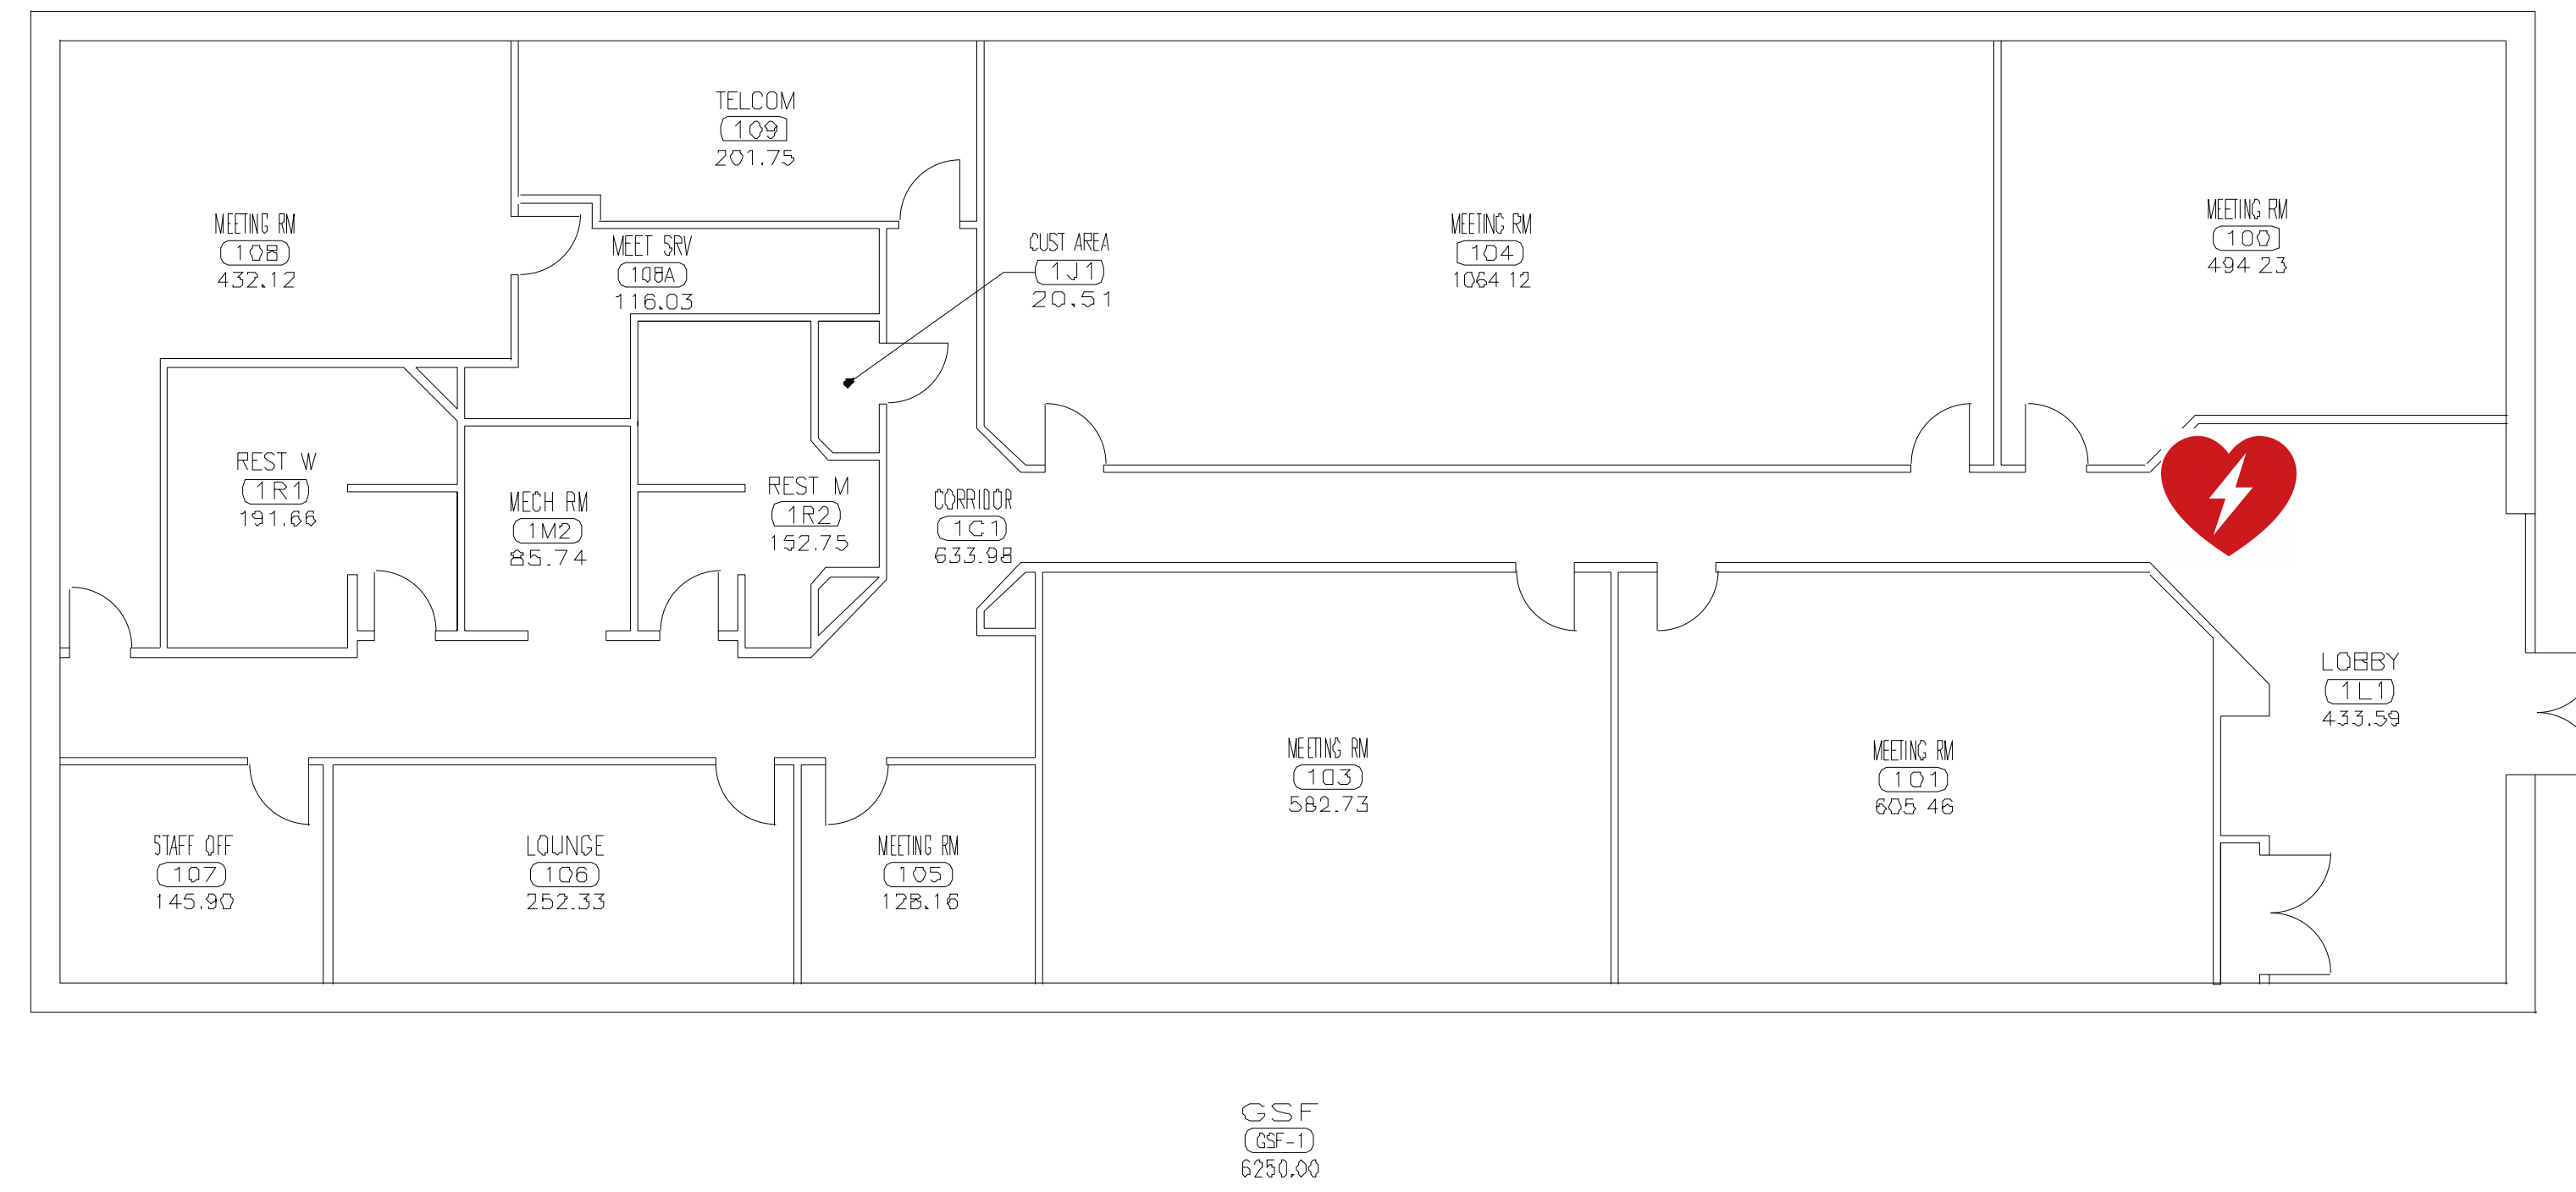 TELCOM
109
201.75
MEETING RM
108
432.12
MEET SRV
108A
116.03
CUST AREA
1J1
20.51
MEETING RM
104
1064 12
MEETING RM
100
494 23
REST W
1R1
191.66
MECH RM
1M2
85.74
REST M
1R2
152.75
CORRIDOR
1C1
633.98
LOBBY
1L1
433.59
MEETING RM
103
582.73
MEETING RM
101
605 46
STAFF OFF
107
145.90
LOUNGE
106
252.33
MEETING RM
105
128.16
GSF
GSF-1
6250.00